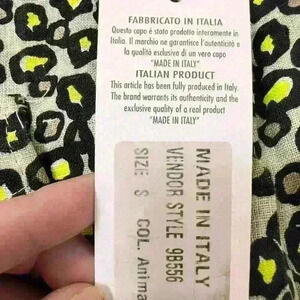 FABBRICATO IN ITALIA
Questo capo è stato prodotto interamente in
Italia. Il marchio ne garantisce l'autenticità e
la qualità esclusiva di un vero capo
"MADE IN ITALY"
ITALIAN PRODUCT
This article has been fully produced in Italy.
The brand warrants its authenticity and the
exclusive quality of a real product
"MADE IN ITALY"
MADE IN ITALY
VENDOR STYLE 9B556
SIZE S COL. Anima